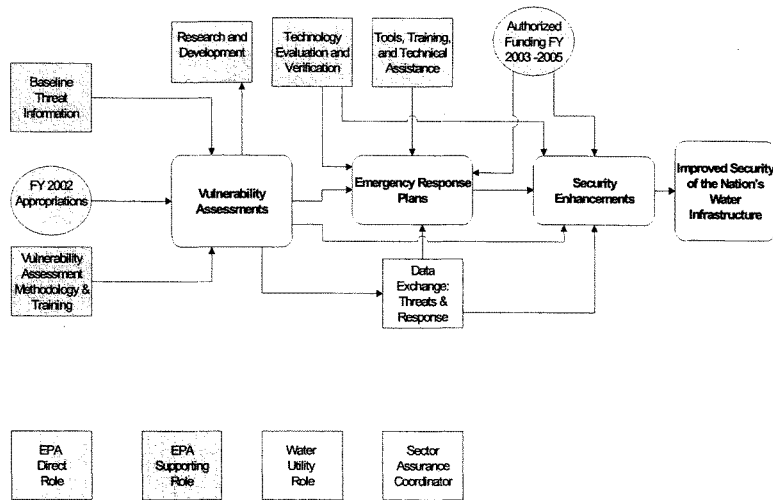 Research and
Development
Technology
Evaluation and
Verification
Tools, Training,
and Technical
Assistance
Authorized
Funding FY
2003 -2005
Baseline
Threat
Information
FY 2002
Appropriations
Vulnerability
Assessments
Emergency Response
Plans
Security
Enhancements
Improved Security
of the Nation's
Water
Infrastructure
Vulnerability
Assessment
Methodology &
Training
Data
Exchange:
Threats &
Response
EPA
Direct
Role
EPA
Supporting
Role
Water
Utility
Role
Sector
Assurance
Coordinator